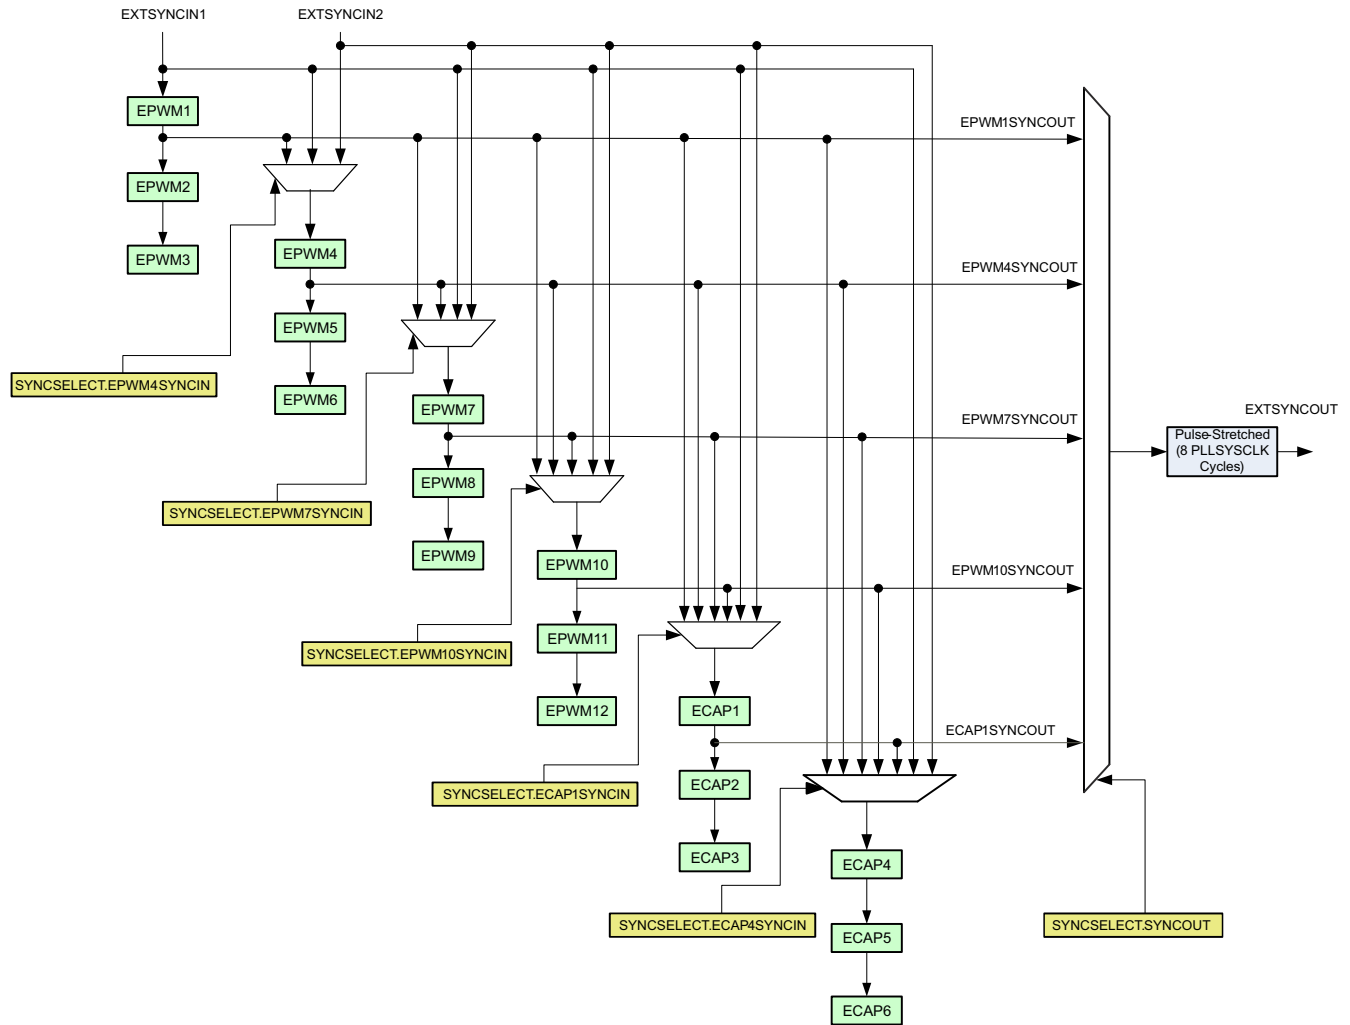 EXTSYNCIN1
EXTSYNCIN2
EPWM1
EPWM1SYNCOUT
EPWM2
EPWM3
EPWM4
EPWM4SYNCOUT
EPWM5
SYNCSELECT.EPWM4SYNCIN
EPWM6
EPWM7
EPWM7SYNCOUT
EXTSYNCOUT
Pulse-Stretched
(8 PLLSYSCLK
Cycles)
EPWM8
SYNCSELECT.EPWM7SYNCIN
EPWM9
EPWM10
EPWM10SYNCOUT
EPWM11
SYNCSELECT.EPWM10SYNCIN
EPWM12
ECAP1
ECAP1SYNCOUT
ECAP2
SYNCSELECT.ECAP1SYNCIN
ECAP3
ECAP4
SYNCSELECT.ECAP4SYNCIN
SYNCSELECT.SYNCOUT
ECAP5
ECAP6